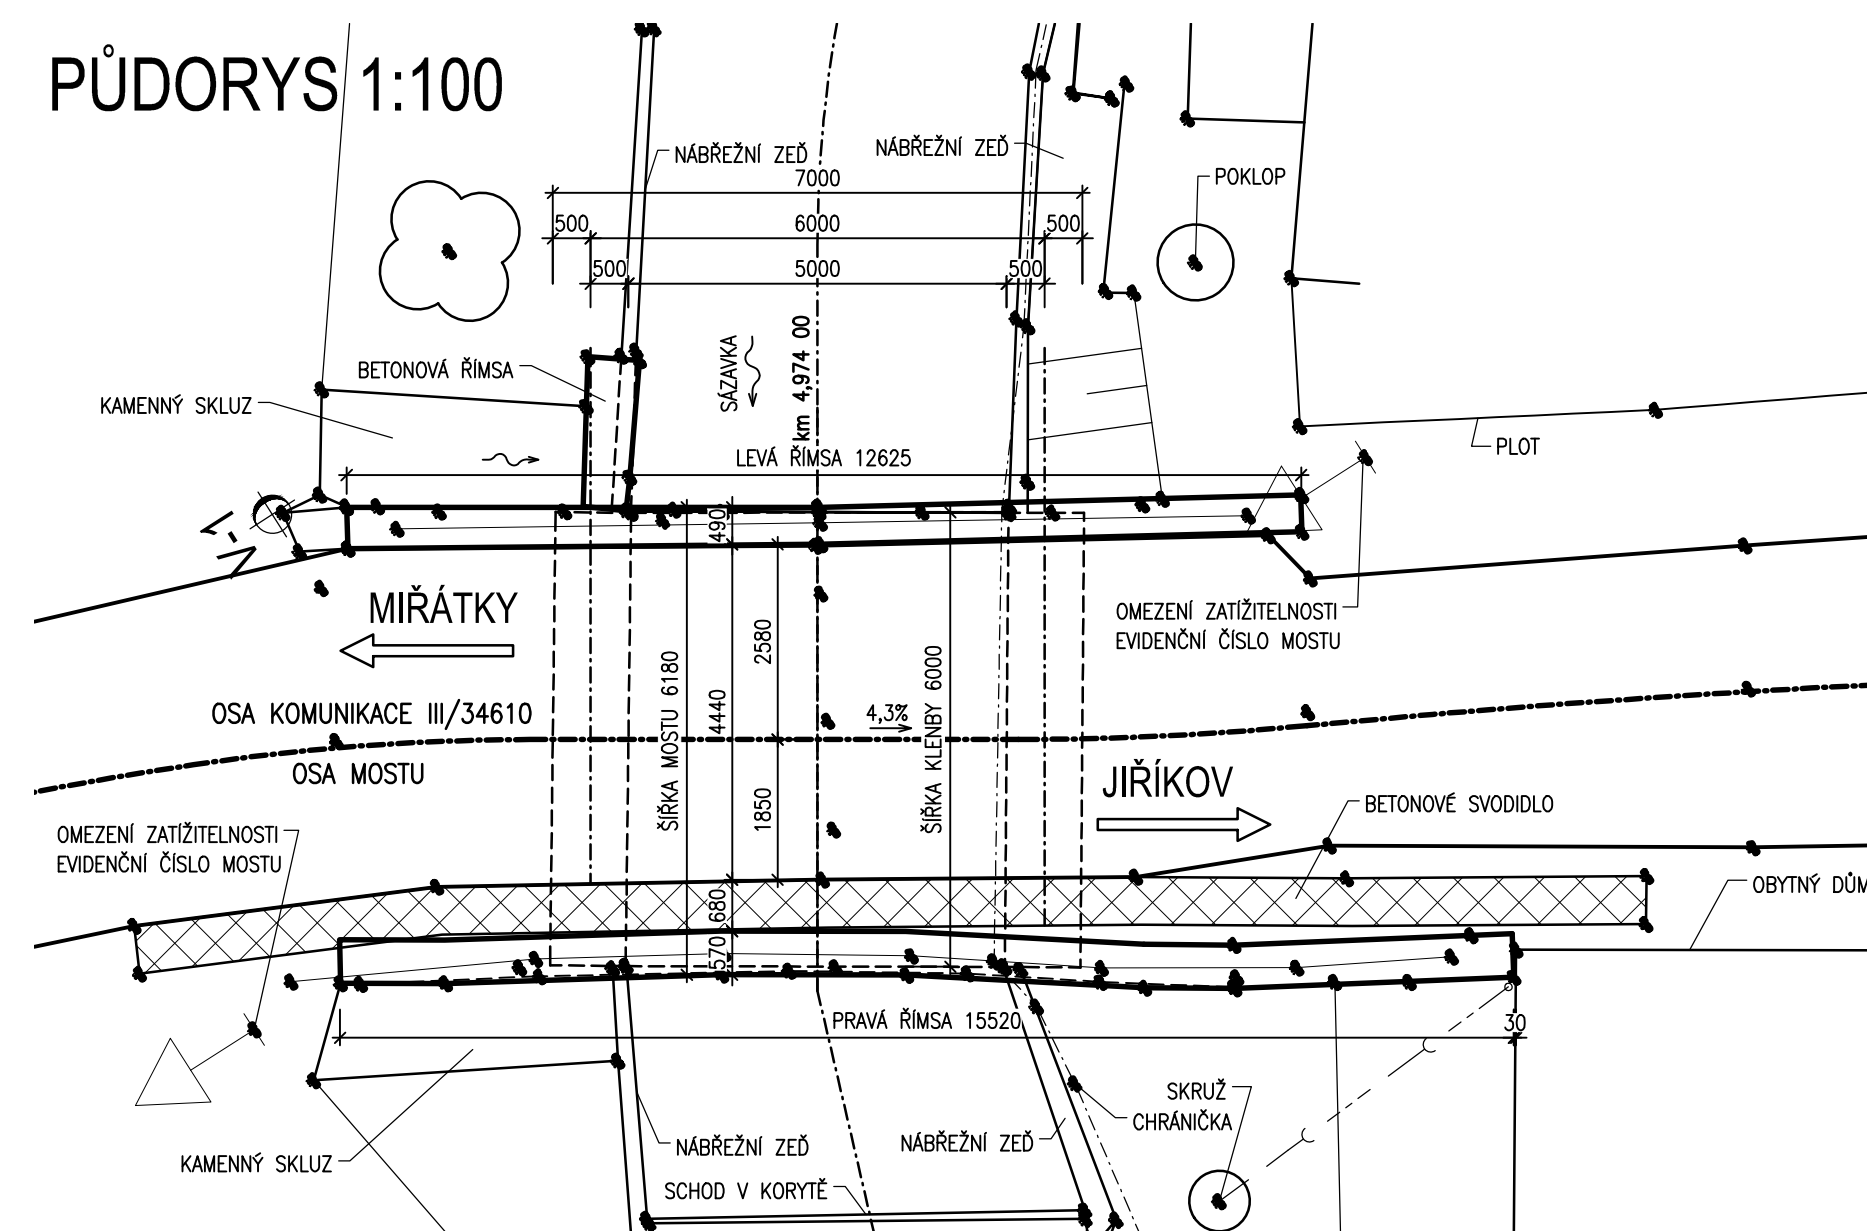 PŮDORYS 1:100
NÁBŘEŽNÍ ZEĎ
NÁBŘEŽNÍ ZEĎ
7000
POKLOP
500
6000
500
500
5000
500
SÁZAVKA
km 4,974 00
BETONOVÁ ŘÍMSA
KAMENNÝ SKLUZ
PLOT
LEVÁ ŘÍMSA 12625
490
MIŘÁTKY
OMEZENÍ ZATÍŽITELNOSTI
EVIDENČNÍ ČÍSLO MOSTU
2580
ŠÍŘKA MOSTU 6180
4440
ŠÍŘKA KLENBY 6000
4,3%
OSA KOMUNIKACE III/34610
OSA MOSTU
JIŘÍKOV
1850
BETONOVÉ SVODIDLO
OMEZENÍ ZATÍŽITELNOSTI
EVIDENČNÍ ČÍSLO MOSTU
OBYTNÝ DŮM
680
570
PRAVÁ ŘÍMSA 15520
30
SKRUŽ
CHRÁNIČKA
NÁBŘEŽNÍ ZEĎ
NÁBŘEŽNÍ ZEĎ
KAMENNÝ SKLUZ
SCHOD V KORYTĚ